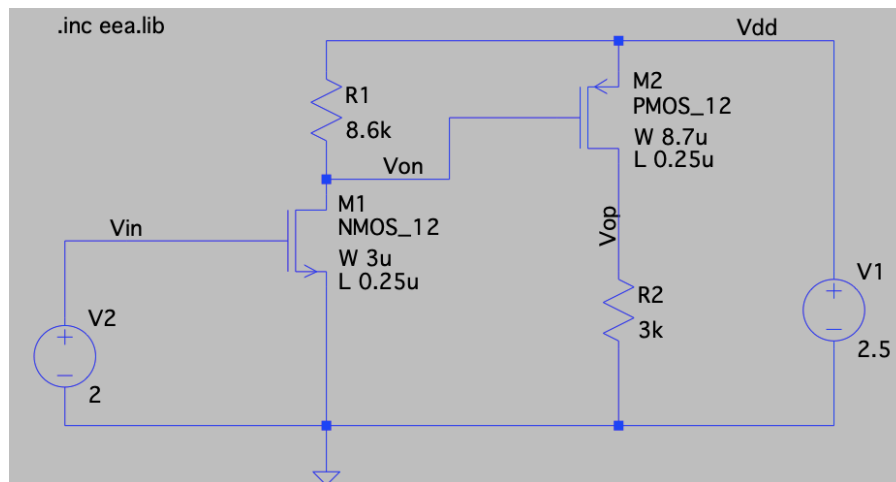 .inc eea.lib
Vdd
R1
8.6k
M2
PMOS_12
W 8.7u
L 0.25u
Von
Vin
M1
NMOS_12
W 3u
L 0.25u
Vop
V2
+
−
2
R2
3k
V1
+
−
2.5